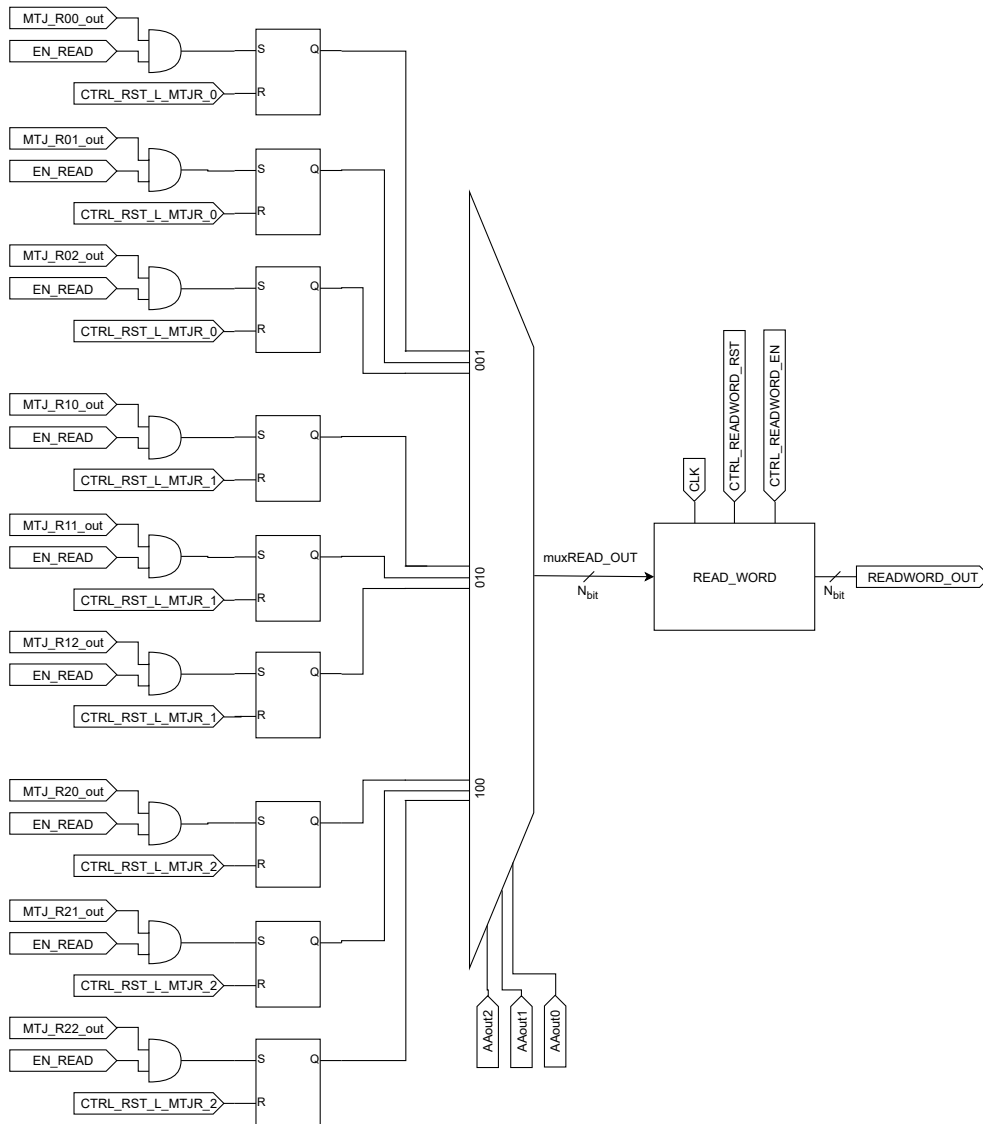 MTJ_R00_out
EN_READ
S
Q
CTRL_RST_L_MTJR_0
R
MTJ_R01_out
EN_READ
S
Q
CTRL_RST_L_MTJR_0
R
MTJ_R02_out
EN_READ
S
Q
CTRL_RST_L_MTJR_0
R
001
MTJ_R10_out
EN_READ
S
Q
CTRL_RST_L_MTJR_1
R
MTJ_R11_out
EN_READ
S
Q
CTRL_RST_L_MTJR_1
R
010
MTJ_R12_out
EN_READ
S
Q
CTRL_RST_L_MTJR_1
R
MTJ_R20_out
EN_READ
S
Q
CTRL_RST_L_MTJR_2
R
100
MTJ_R21_out
EN_READ
S
Q
CTRL_RST_L_MTJR_2
R
MTJ_R22_out
EN_READ
S
Q
CTRL_RST_L_MTJR_2
R
AAout2
AAout1
AAout0
muxREAD_OUT
Nbit
CLK
CTRL_READWORD_RST
CTRL_READWORD_EN
READ_WORD
Nbit
READWORD_OUT